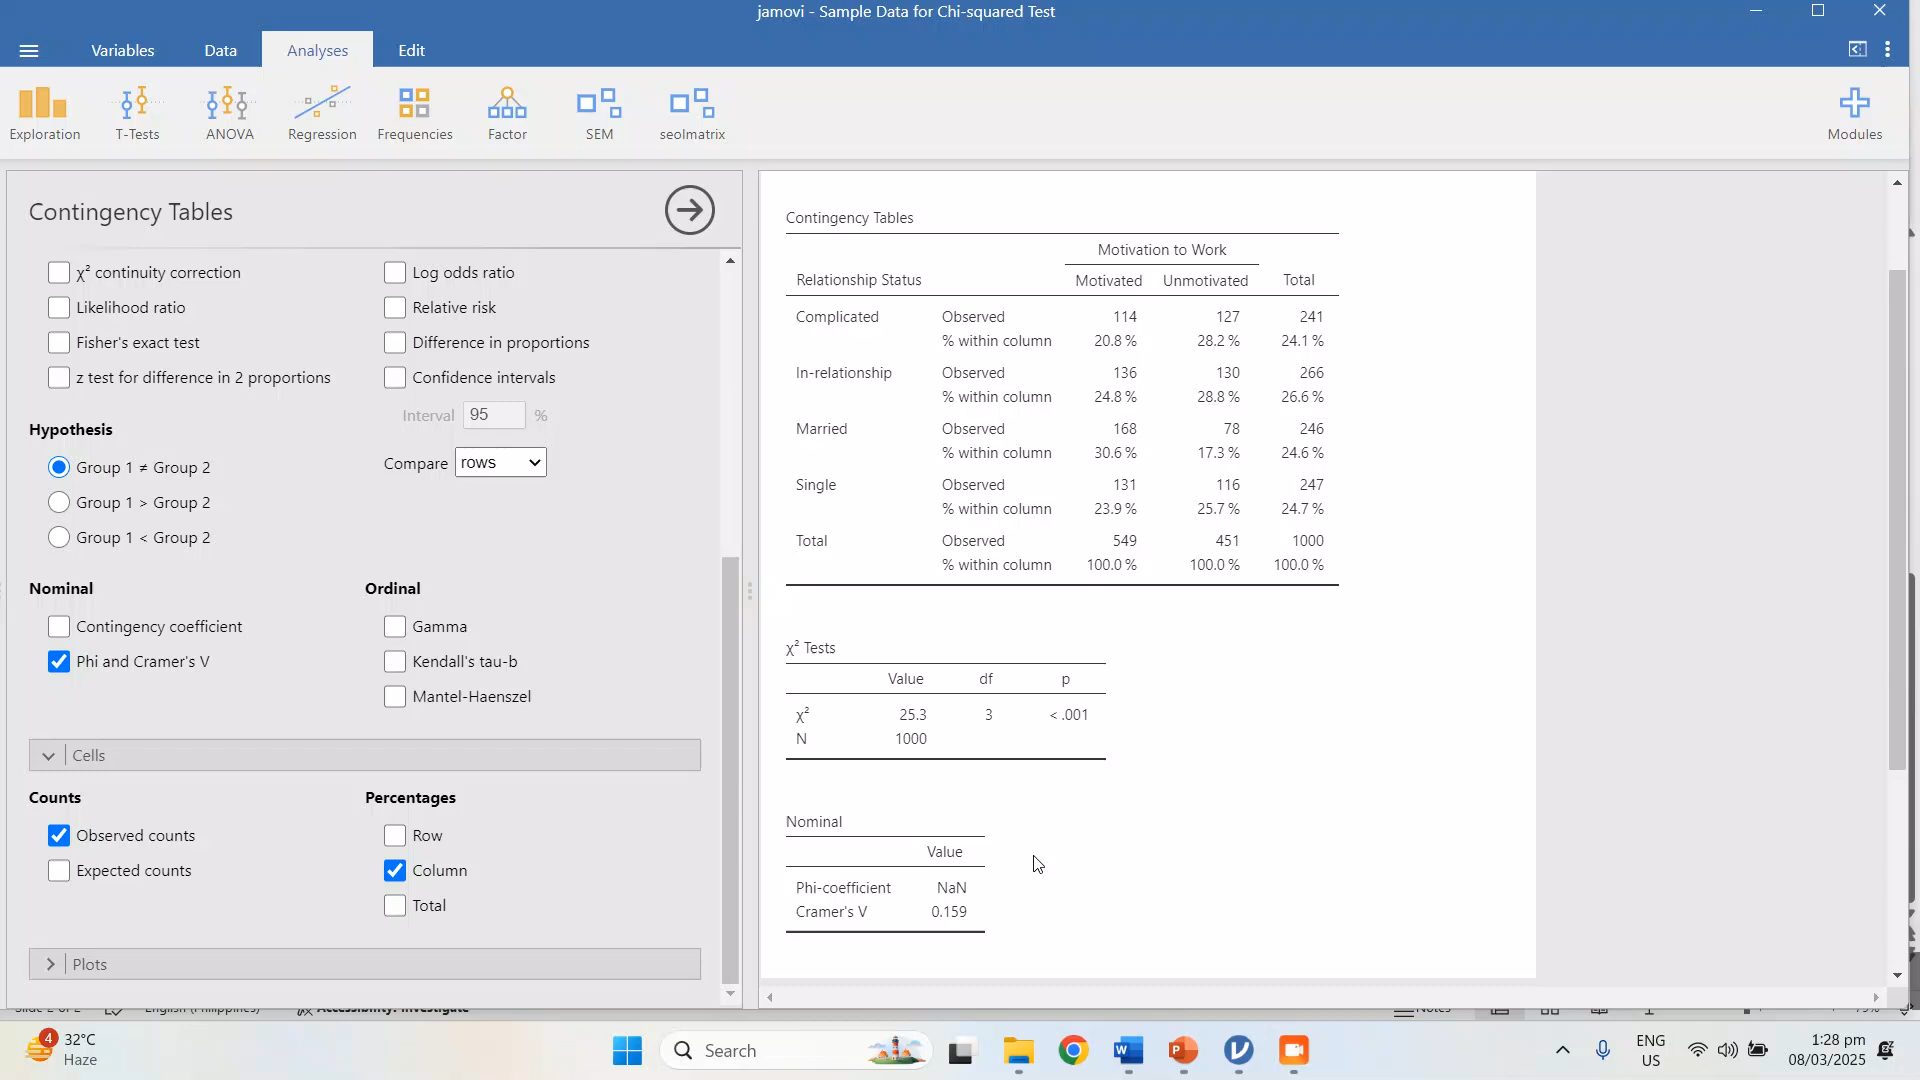 jamovi - Sample Data for Chi-squared Test
Variables
Data
Analyses
Edit
Exploration
T-Tests
ANOVA
Regression
Frequencies
Factor
SEM
seolmatrix
Modules
Contingency Tables
χ² continuity correction
Log odds ratio
Likelihood ratio
Relative risk
Fisher's exact test
Difference in proportions
z test for difference in 2 proportions
Confidence intervals
Interval 95 %
Hypothesis
Compare rows
Group 1 ≠ Group 2
Group 1 > Group 2
Group 1 < Group 2
Nominal
Ordinal
Contingency coefficient
Gamma
Phi and Cramer's V
Kendall's tau-b
Mantel-Haenszel
Cells
Counts
Percentages
Observed counts
Row
Expected counts
Column
Total
Plots
Contingency Tables
Motivation to Work
Relationship Status Motivated Unmotivated Total
Complicated Observed 114 127 241
% within column 20.8 % 28.2 % 24.1 %
In-relationship Observed 136 130 266
% within column 24.8 % 28.8 % 26.6 %
Married Observed 168 78 246
% within column 30.6 % 17.3 % 24.6 %
Single Observed 131 116 247
% within column 23.9 % 25.7 % 24.7 %
Total Observed 549 451 1000
% within column 100.0 % 100.0 % 100.0 %
χ² Tests
Value df p
χ² 25.3 3 < .001
N 1000
Nominal
Value
Phi-coefficient NaN
Cramer's V 0.159
Slide 2 of 2 English (Philippines) Accessibility: Investigate
Notes
4
32°C
Haze
Search
ENG
US
1:28 pm
08/03/2025